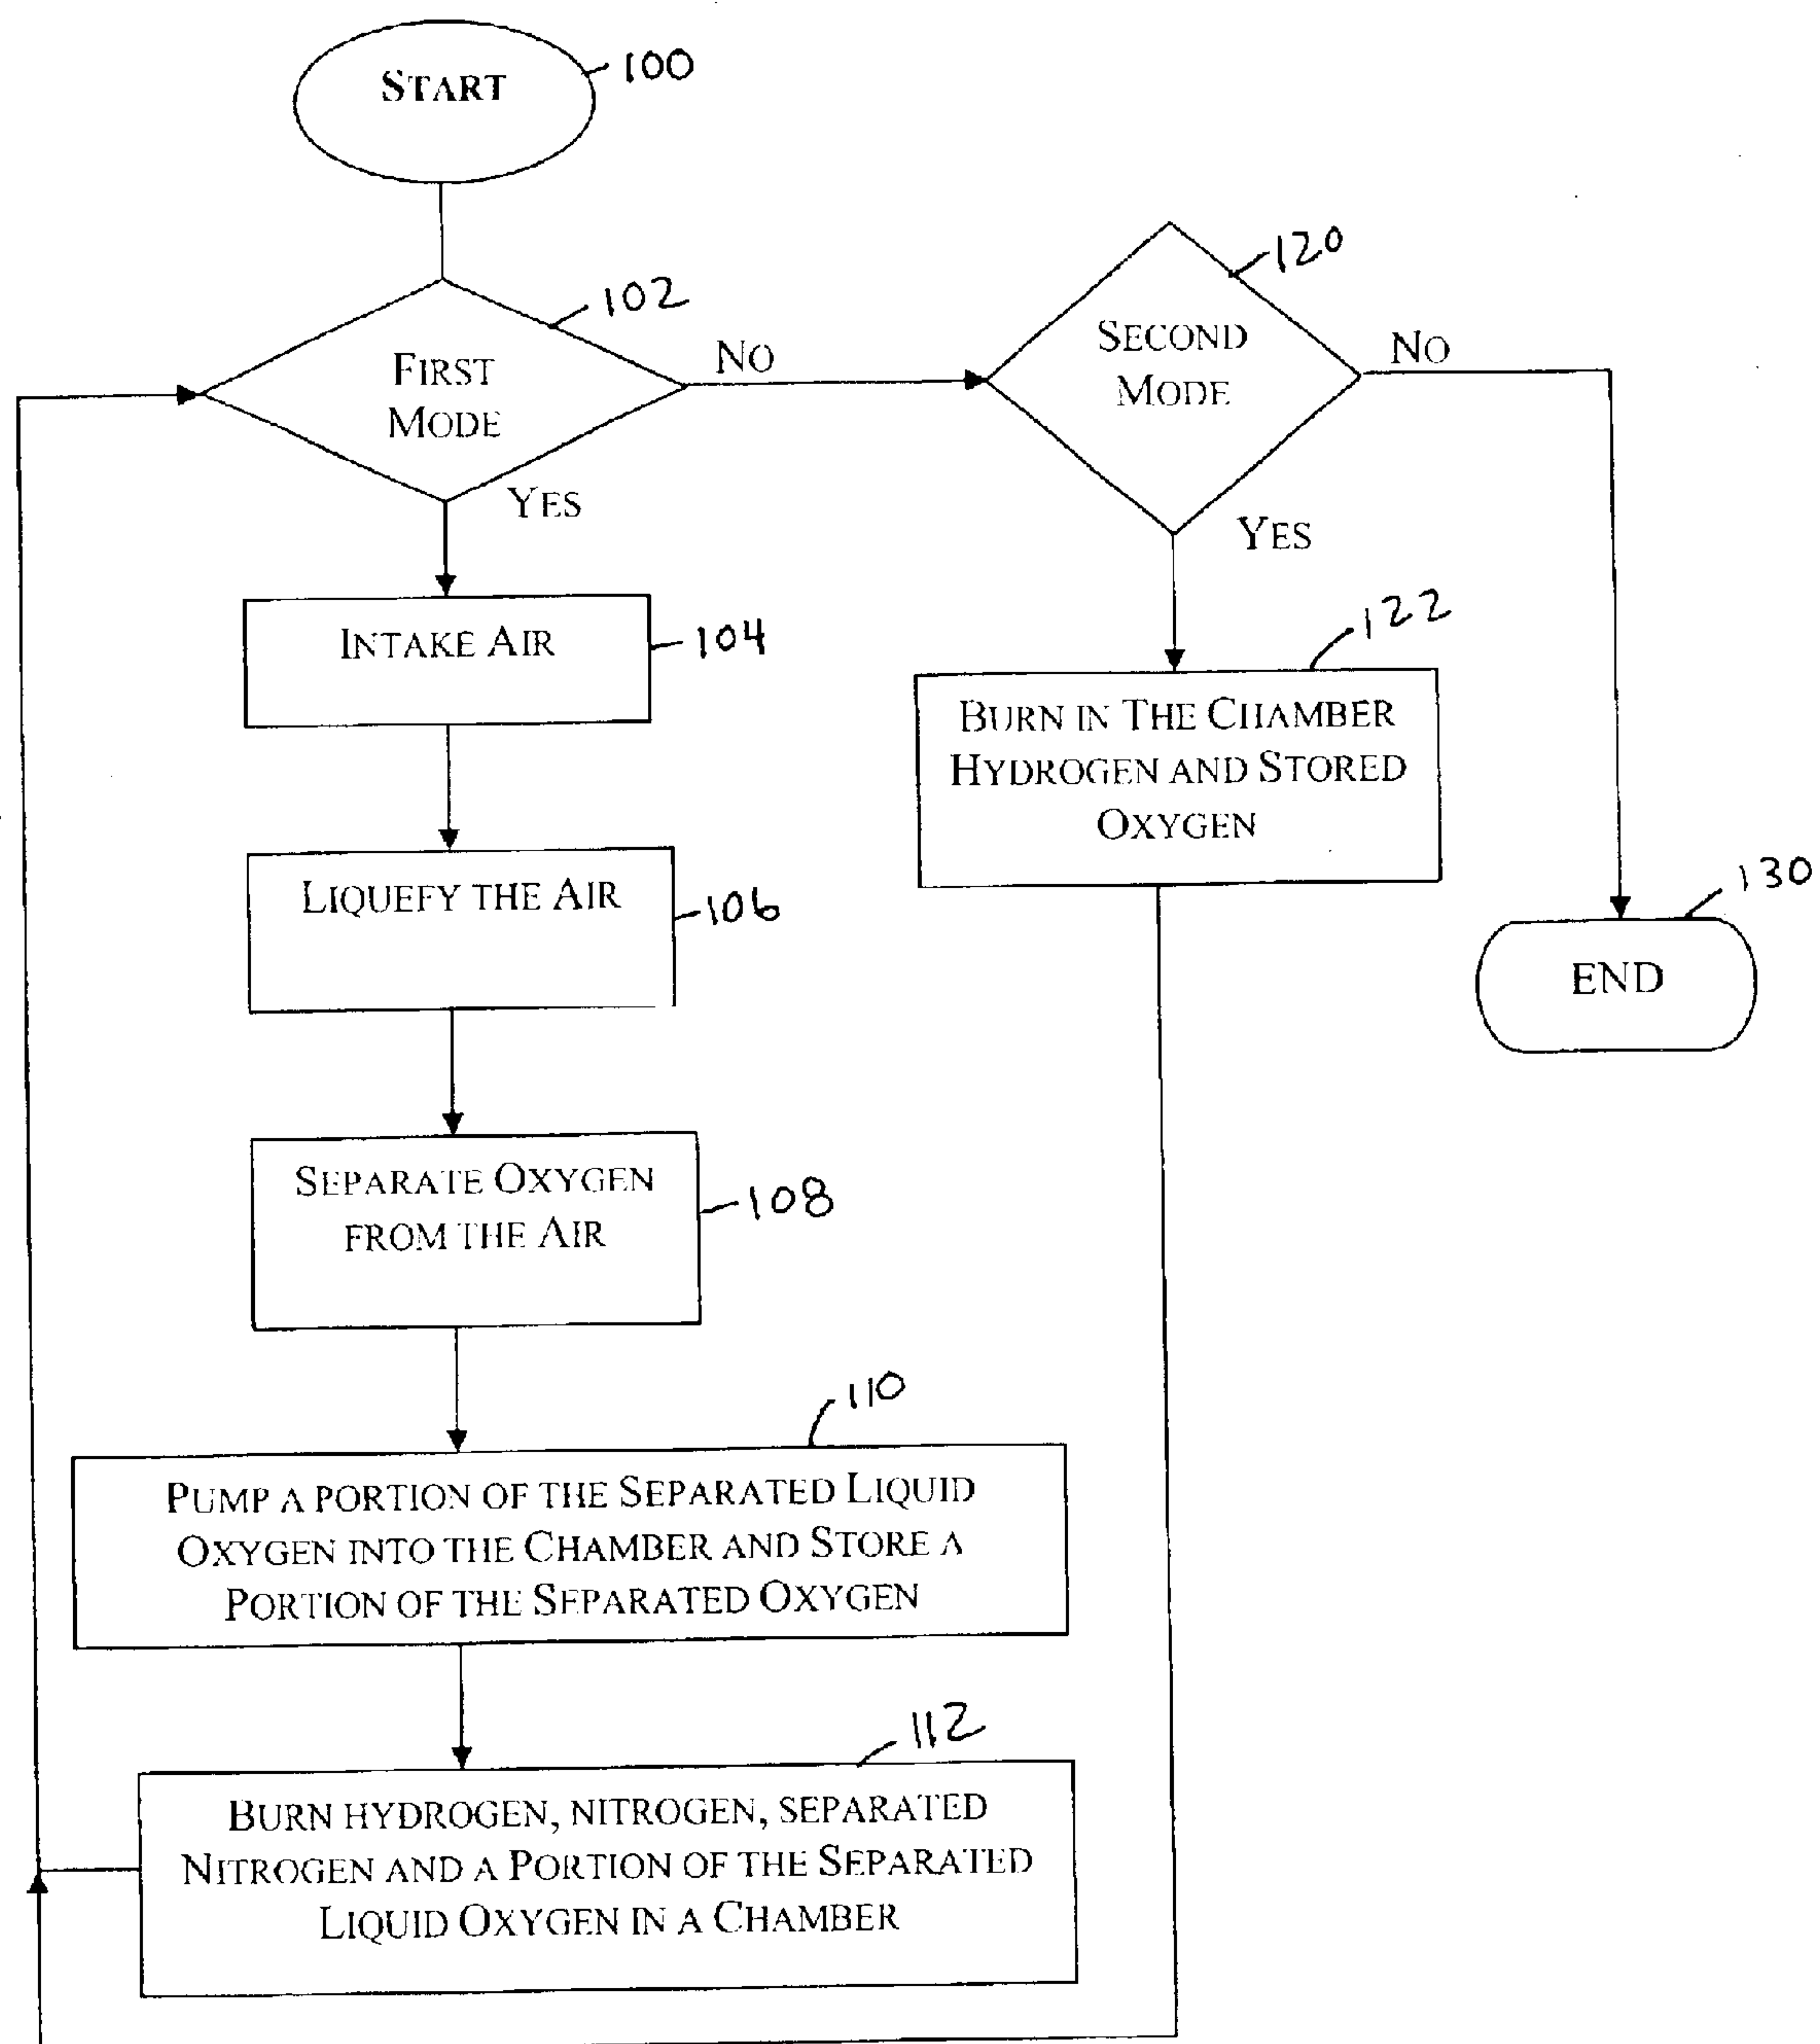 START
100
102
FIRST
MODE
NO
YES
120
SECOND
MODE
NO
YES
INTAKE AIR
104
122
BURN IN THE CHAMBER
HYDROGEN AND STORED
OXYGEN
LIQUEFY THE AIR
106
130
END
SEPARATE OXYGEN
FROM THE AIR
108
110
PUMP A PORTION OF THE SEPARATED LIQUID
OXYGEN INTO THE CHAMBER AND STORE A
PORTION OF THE SEPARATED OXYGEN
112
BURN HYDROGEN, NITROGEN, SEPARATED
NITROGEN AND A PORTION OF THE SEPARATED
LIQUID OXYGEN IN A CHAMBER